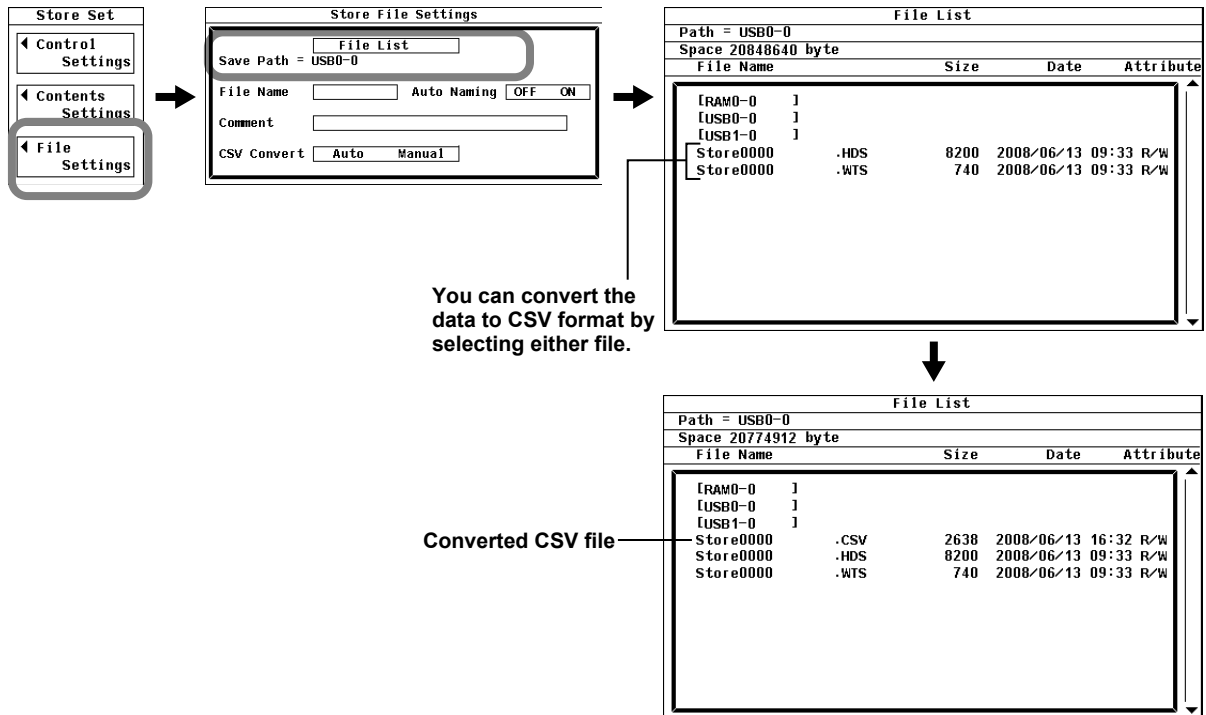 Store Set
Control
Settings
Contents
Settings
File
Settings
Store File Settings
File List
Save Path = USB0-0
File Name Auto Naming OFF ON
Comment
CSV Convert Auto Manual
File List
Path = USB0-0
Space 20848640 byte
File Name Size Date Attribute
[RAM0-0 ]
[USB0-0 ]
[USB1-0 ]
Store0000 .HDS 8200 2008/06/13 09:33 R/W
Store0000 .WTS 740 2008/06/13 09:33 R/W
You can convert the
data to CSV format by
selecting either file.
File List
Path = USB0-0
Space 20774912 byte
File Name Size Date Attribute
[RAM0-0 ]
[USB0-0 ]
[USB1-0 ]
Converted CSV file
Store0000 .CSV 2638 2008/06/13 16:32 R/W
Store0000 .HDS 8200 2008/06/13 09:33 R/W
Store0000 .WTS 740 2008/06/13 09:33 R/W